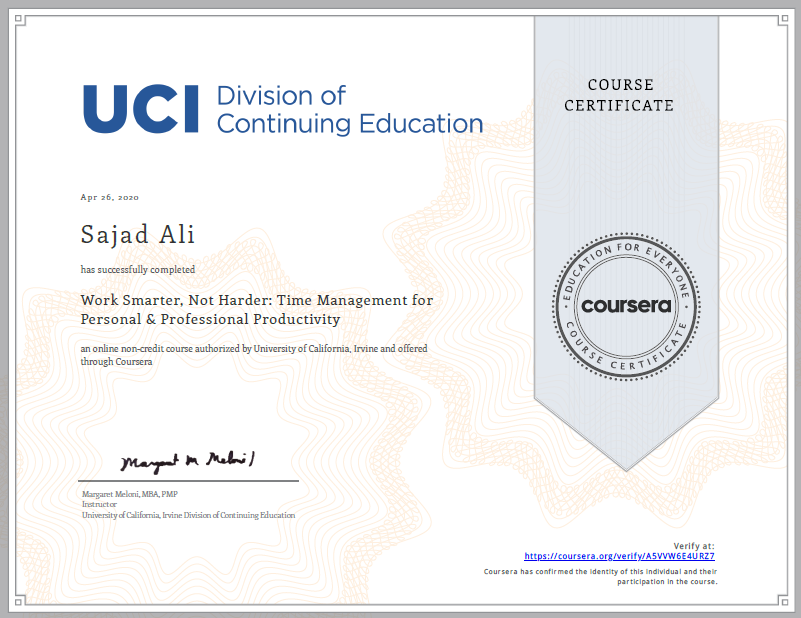 UCI Division of
Continuing Education
COURSE
CERTIFICATE
Apr 26, 2020
Sajad Ali
has successfully completed
Work Smarter, Not Harder: Time Management for
Personal & Professional Productivity
an online non-credit course authorized by University of California, Irvine and offered
through Coursera
EDUCATION FOR EVERYONE
coursera
COURSE CERTIFICATE
Margaret M Meloni
Margaret Meloni, MBA, PMP
Instructor
University of California, Irvine Division of Continuing Education
Verify at:
https://coursera.org/verify/A5VVW6E4URZ7
Coursera has confirmed the identity of this individual and their
participation in the course.